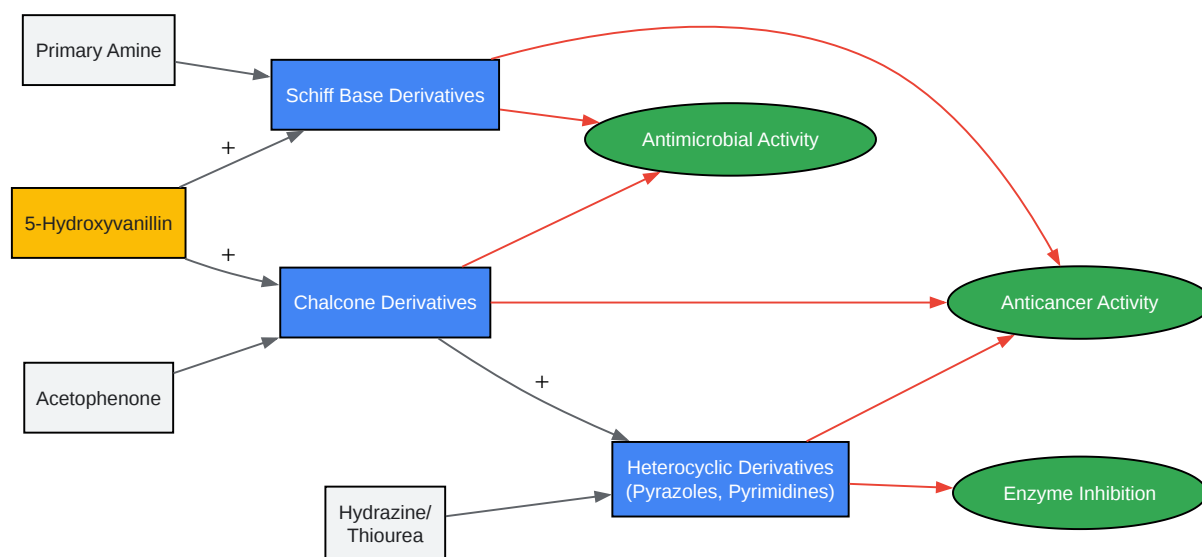 Primary Amine
Schiff Base Derivatives
Antimicrobial Activity
+
5-Hydroxyvanillin
+
Chalcone Derivatives
Anticancer Activity
Acetophenone
+
Heterocyclic Derivatives
(Pyrazoles, Pyrimidines)
Enzyme Inhibition
Hydrazine/
Thiourea